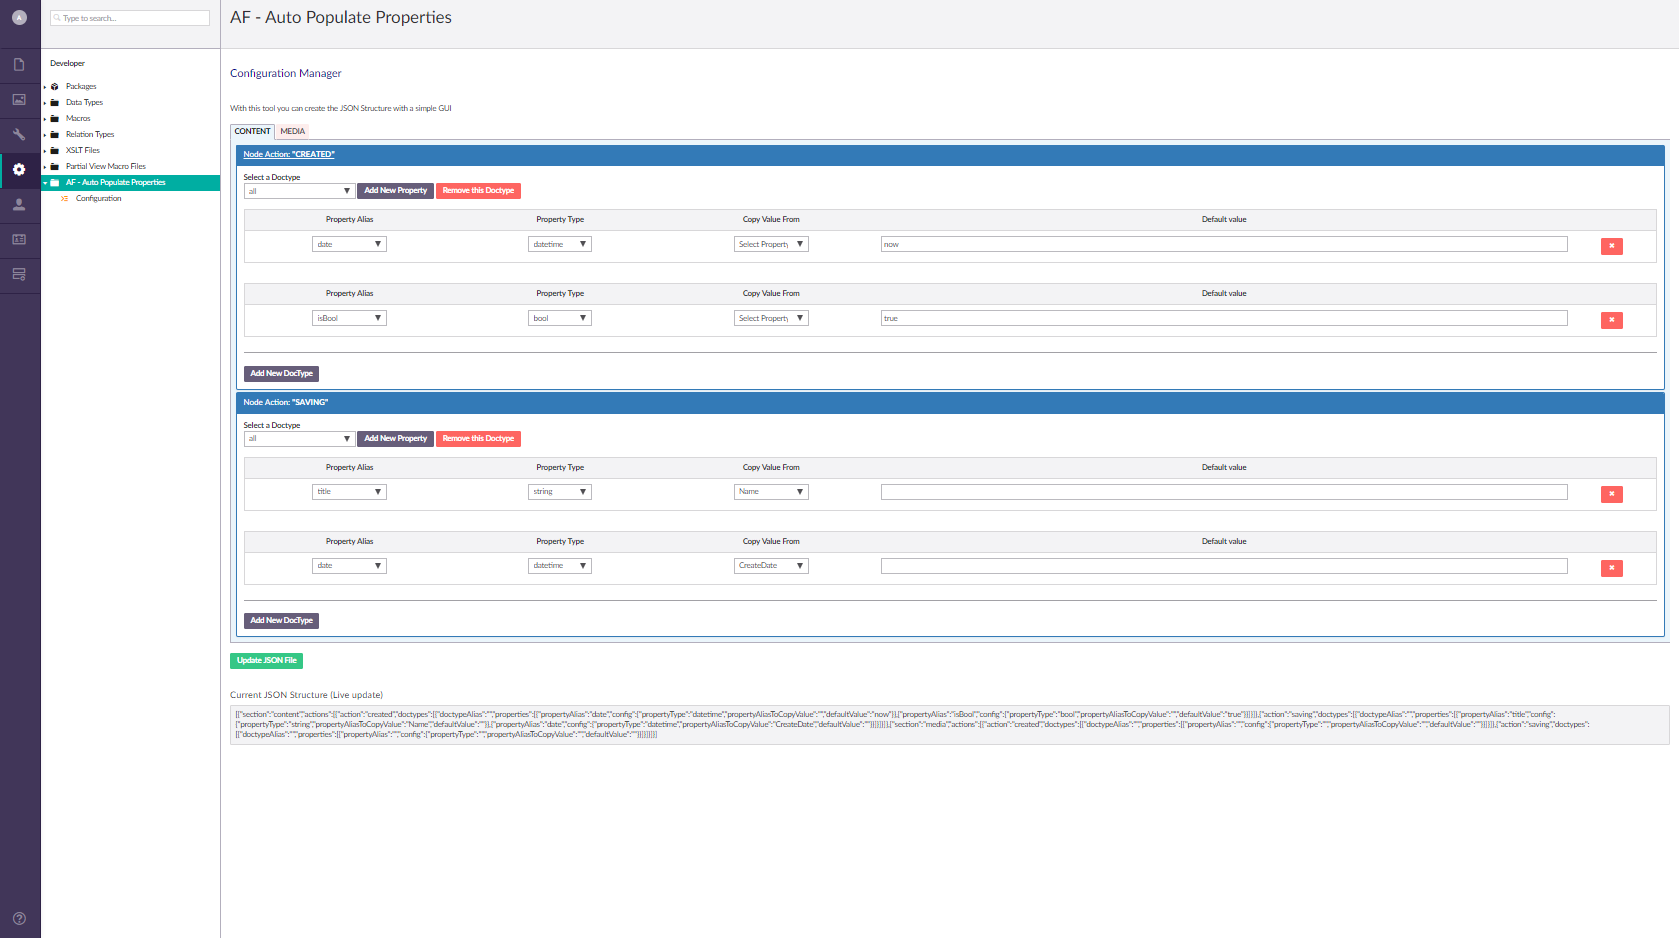 A
Type to search...
AF - Auto Populate Properties
Developer
Packages
Data Types
Macros
Relation Types
XSLT Files
Partial View Macro Files
AF - Auto Populate Properties
Configuration
Configuration Manager
With this tool you can create the JSON Structure with a simple GUI
CONTENT MEDIA
Node Action: "CREATED"
Select a Doctype
all Add New Property Remove this Doctype
Property Alias Property Type Copy Value From Default value
date datetime Select Property now
Property Alias Property Type Copy Value From Default value
isBool bool Select Property true
Add New DocType
Node Action: "SAVING"
Select a Doctype
all Add New Property Remove this Doctype
Property Alias Property Type Copy Value From Default value
title string Name
Property Alias Property Type Copy Value From Default value
date datetime CreateDate
Add New DocType
Update JSON File
Current JSON Structure (Live update)
[{"section":"content","actions":[{"action":"created","doctypes":[{"doctypeAlias":"","properties":[{"propertyAlias":"date","config":{"propertyType":"datetime","propertyAliasToCopyValue":"","defaultValue":"now"}},{"propertyAlias":"isBool","config":{"propertyType":"bool","propertyAliasToCopyValue":"","defaultValue":"true"}}]}]},{"action":"saving","doctypes":[{"doctypeAlias":"","properties":[{"propertyAlias":"title","config":
{"propertyType":"string","propertyAliasToCopyValue":"Name","defaultValue":""}},{"propertyAlias":"date","config":{"propertyType":"datetime","propertyAliasToCopyValue":"CreateDate","defaultValue":""}}]}]}]},{"section":"media","actions":[{"action":"created","doctypes":[{"doctypeAlias":"","properties":[{"propertyAlias":"","config":{"propertyType":"","propertyAliasToCopyValue":"","defaultValue":""}}]}]},{"action":"saving","doctypes":
[{"doctypeAlias":"","properties":[{"propertyAlias":"","config":{"propertyType":"","propertyAliasToCopyValue":"","defaultValue":""}}]}]}]}]